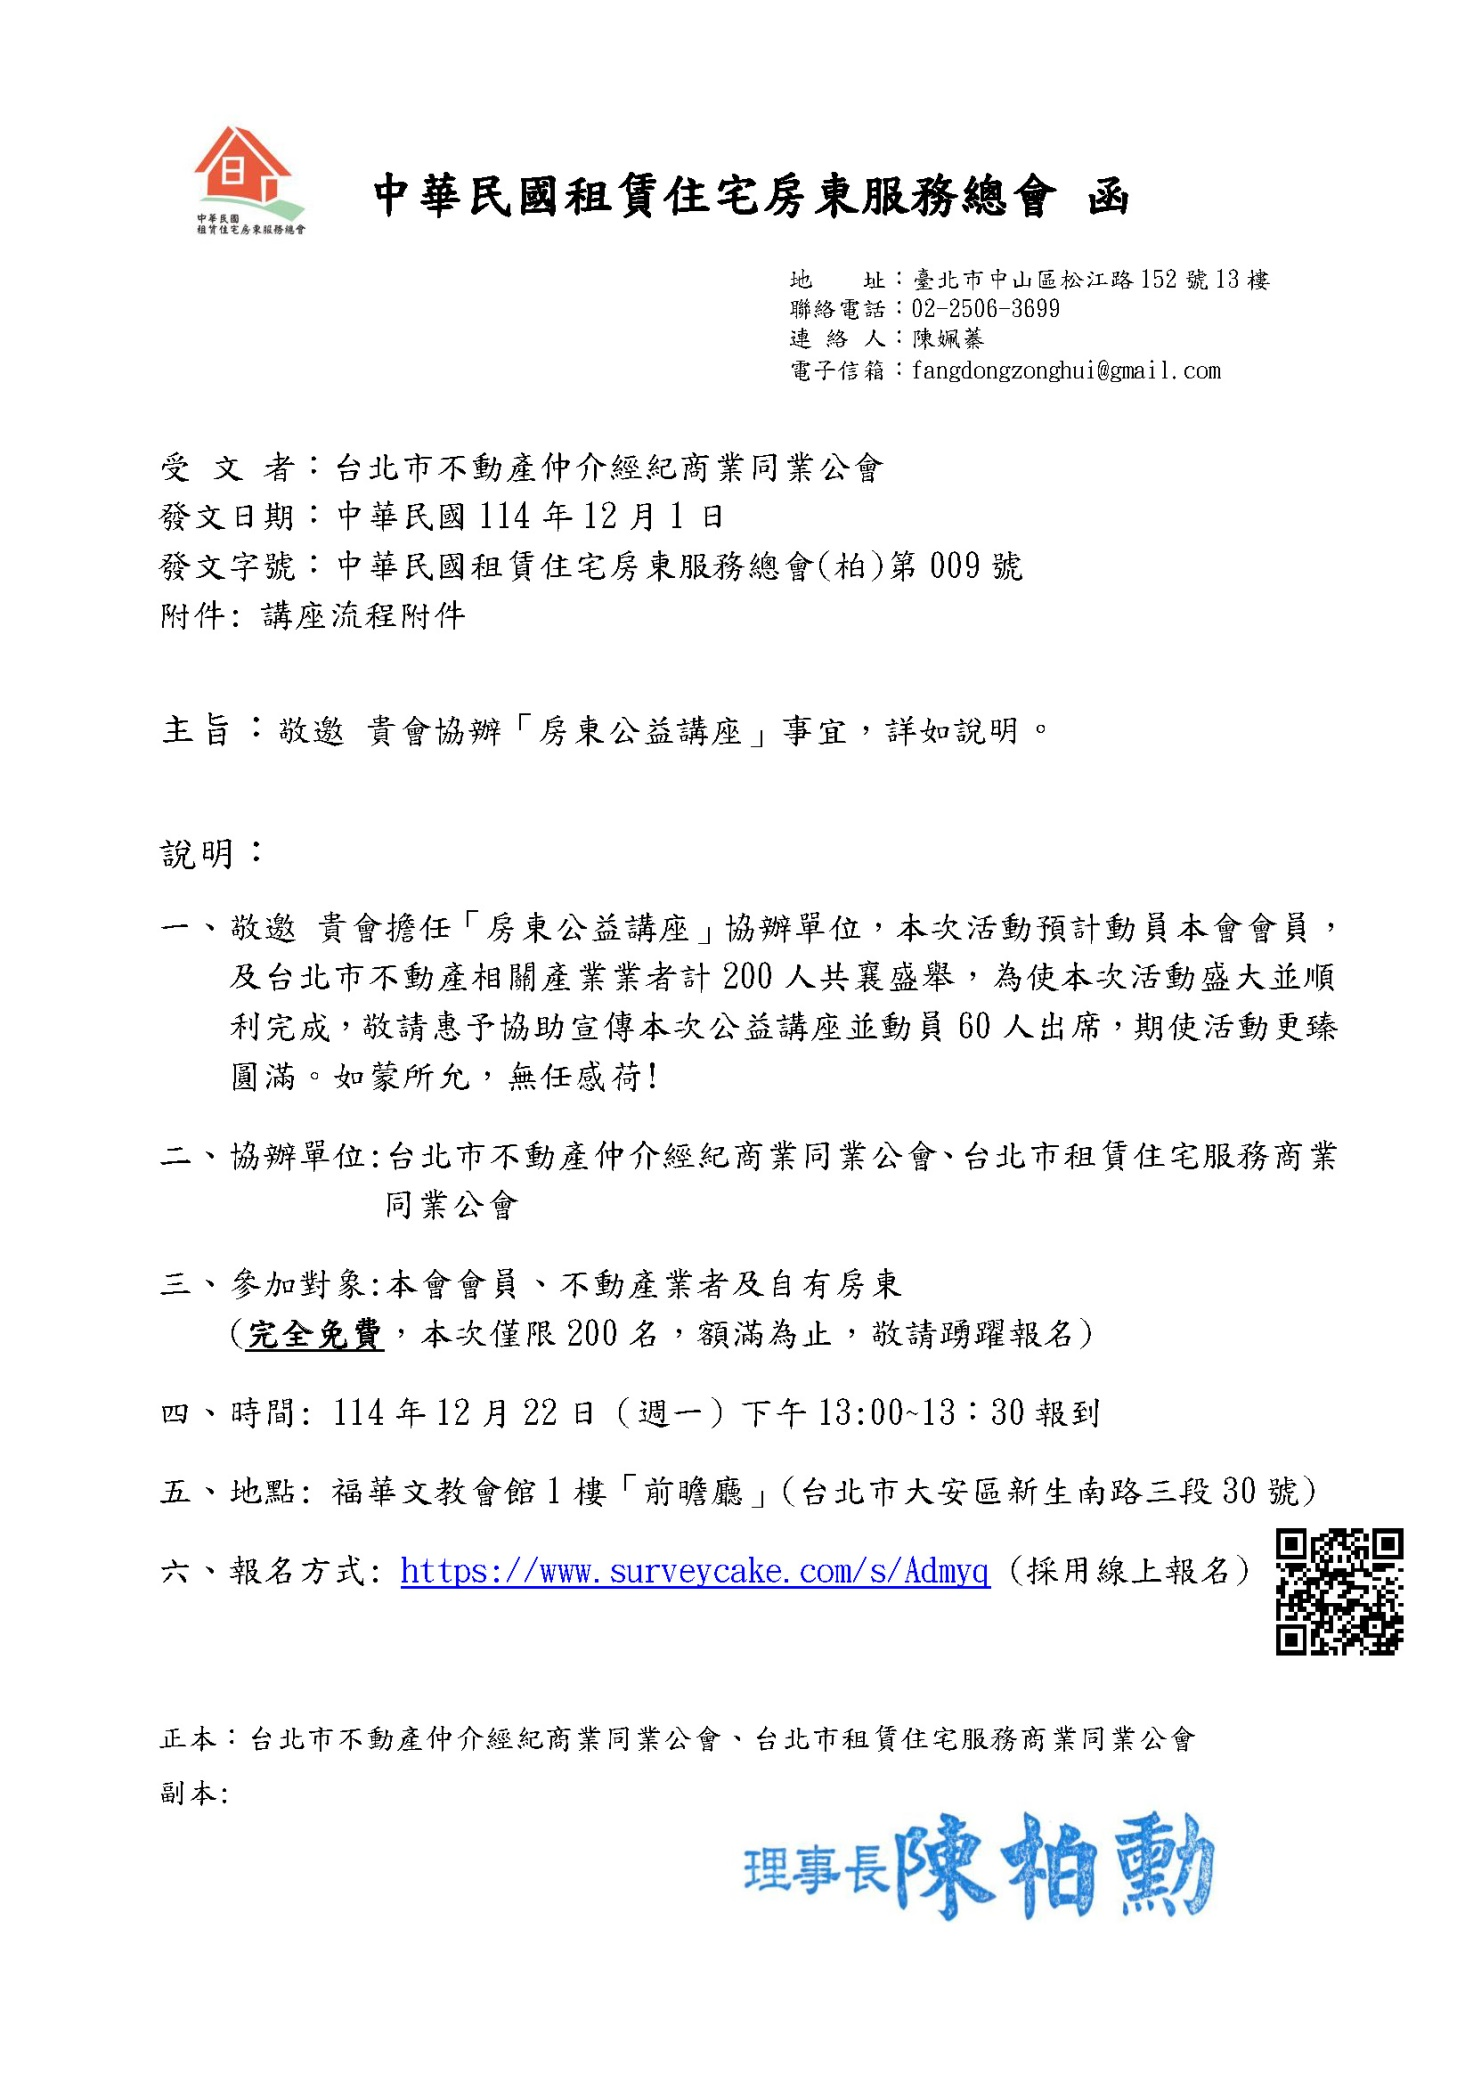 中華民國
租賃住宅房東服務總會
中華民國租賃住宅房東服務總會 函
地 址：臺北市中山區松江路152號13樓
聯絡電話：02-2506-3699
連 絡 人：陳姵蓁
電子信箱：fangdongzonghui@gmail.com
受 文 者：台北市不動產仲介經紀商業同業公會
發文日期：中華民國114年12月1日
發文字號：中華民國租賃住宅房東服務總會(柏)第009號
附件: 講座流程附件
主旨：敬邀 貴會協辦「房東公益講座」事宜，詳如說明。
說明：
一、敬邀 貴會擔任「房東公益講座」協辦單位，本次活動預計動員本會會員，
及台北市不動產相關產業業者計200人共襄盛舉，為使本次活動盛大並順
利完成，敬請惠予協助宣傳本次公益講座並動員60人出席，期使活動更臻
圓滿。如蒙所允，無任感荷!
二、協辦單位:台北市不動產仲介經紀商業同業公會、台北市租賃住宅服務商業
同業公會
三、參加對象:本會會員、不動產業者及自有房東
(完全免費，本次僅限200名，額滿為止，敬請踴躍報名)
四、時間: 114年12月22日（週一）下午13:00~13：30報到
五、地點: 福華文教會館1樓「前瞻廳」(台北市大安區新生南路三段30號)
六、報名方式: https://www.surveycake.com/s/Admyq (採用線上報名)
正本：台北市不動產仲介經紀商業同業公會、台北市租賃住宅服務商業同業公會
副本:
理事長陳柏勳